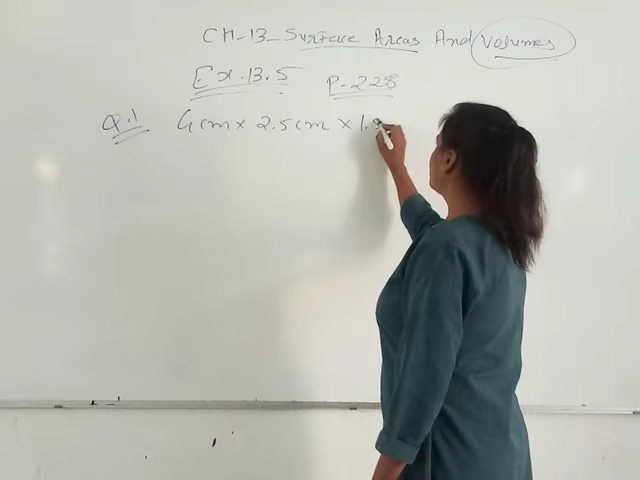 CH-13-Surface Areas And Volumes
Ex.13.5 P-228
Q.1 4cm x 2.5cm x 1.5